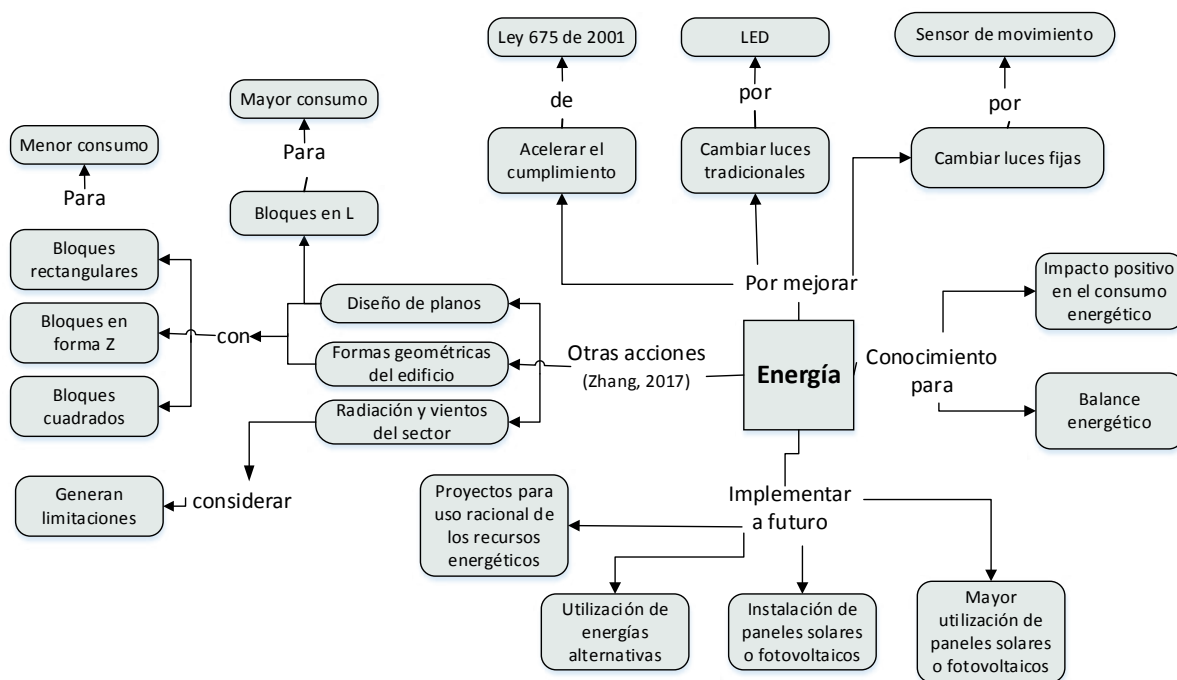 Ley 675 de 2001
LED
Sensor de movimiento
de
por
por
Mayor consumo
Menor consumo
Para
Para
Acelerar el
cumplimiento
Cambiar luces
tradicionales
Cambiar luces fijas
Bloques en L
Bloques
rectangulares
Bloques en
forma Z
Bloques
cuadrados
con
Diseño de planos
Formas geométricas
del edificio
Radiación y vientos
del sector
Otras acciones
(Zhang, 2017)
Por mejorar
Energía
Conocimiento
para
Impacto positivo
en el consumo
energético
Balance
energético
Generan
limitaciones
considerar
Implementar
a futuro
Proyectos para
uso racional de
los recursos
energéticos
Utilización de
energías
alternativas
Instalación de
paneles solares
o fotovoltaicos
Mayor
utilización de
paneles solares
o fotovoltaicos